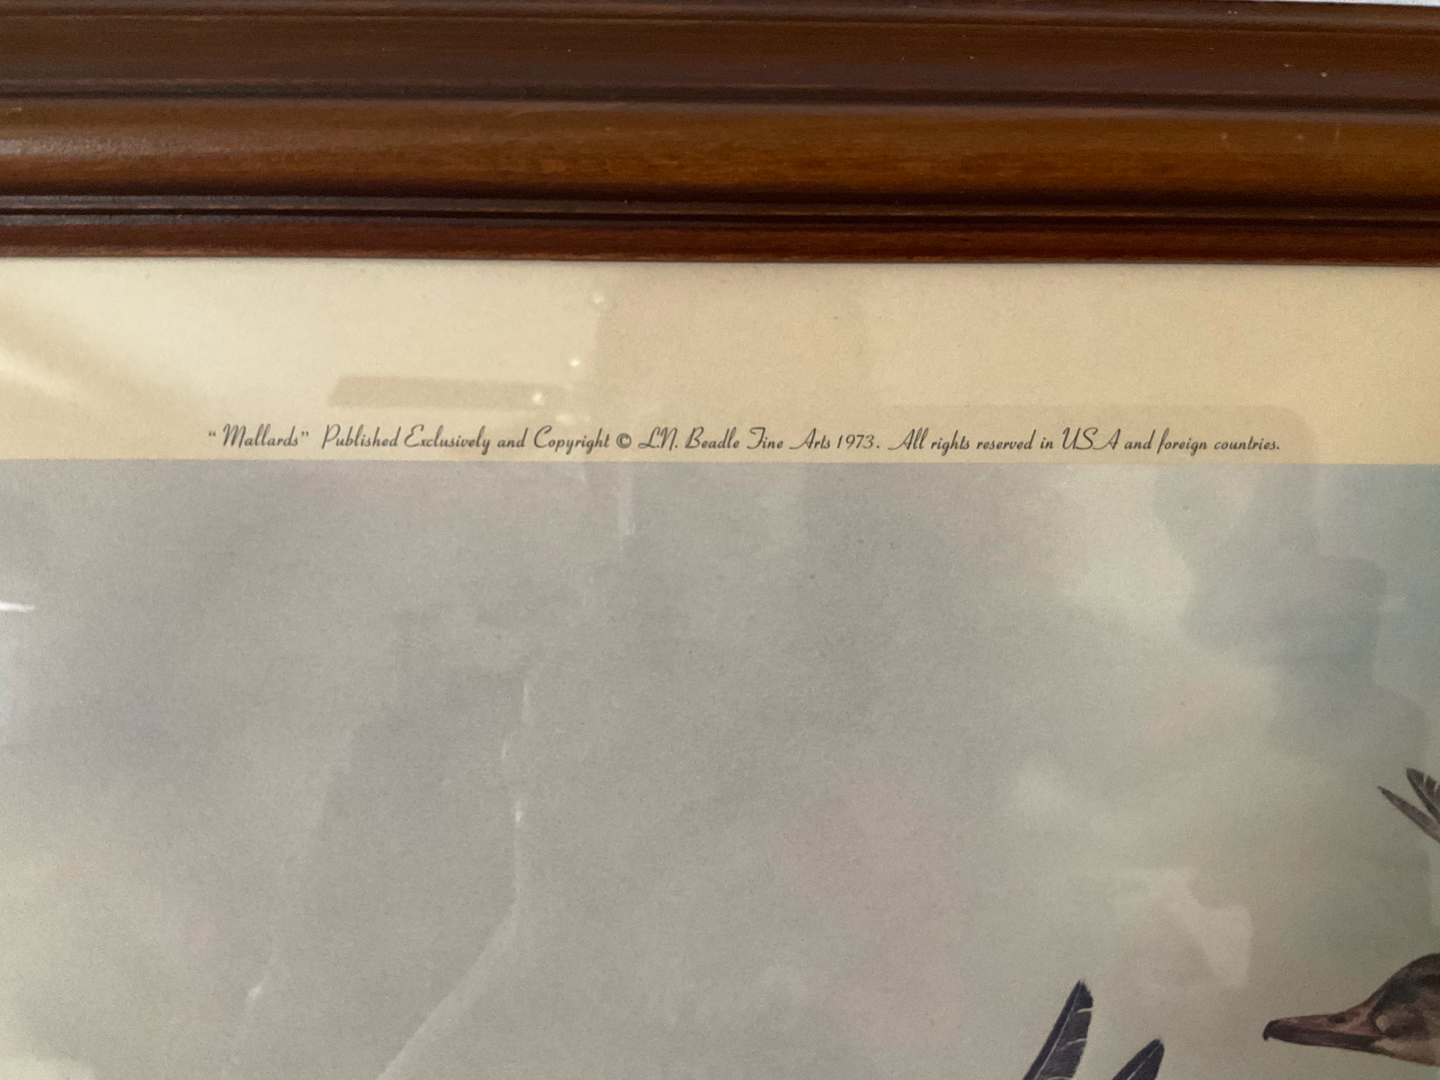 “Mallards” Published Exclusively and Copyright © L.N. Beadle Fine Arts 1973. All rights reserved in U.S.A and foreign countries.